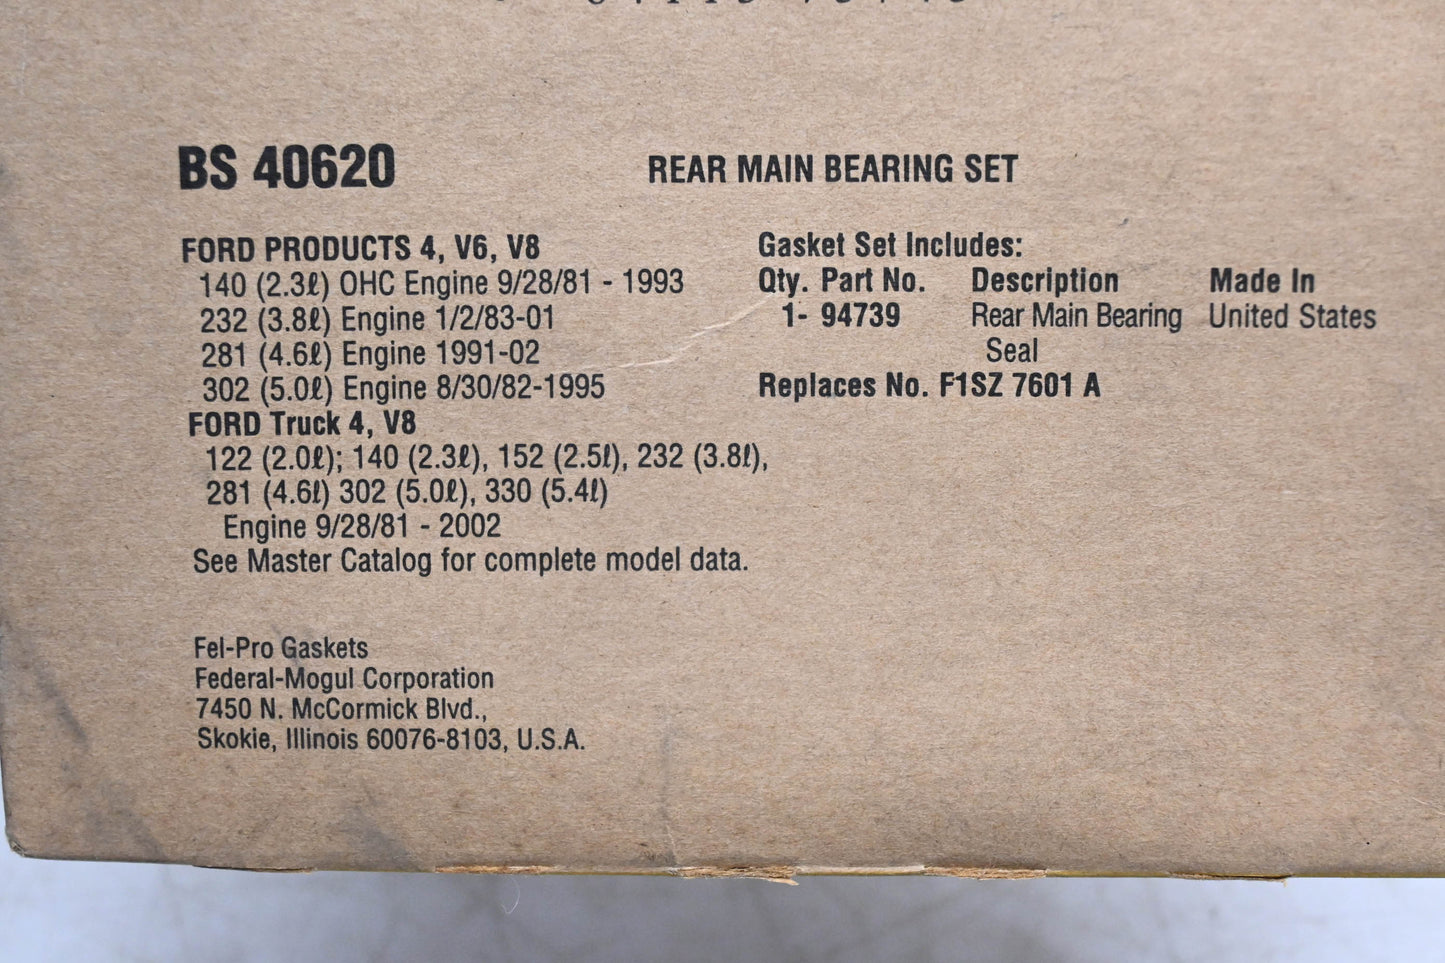 BS 40620
REAR MAIN BEARING SET
FORD PRODUCTS 4, V6, V8
140 (2.3ℓ) OHC Engine 9/28/81 - 1993
232 (3.8ℓ) Engine 1/2/83-01
281 (4.6ℓ) Engine 1991-02
302 (5.0ℓ) Engine 8/30/82-1995
FORD Truck 4, V8
122 (2.0ℓ); 140 (2.3ℓ), 152 (2.5ℓ), 232 (3.8ℓ),
281 (4.6ℓ) 302 (5.0ℓ), 330 (5.4ℓ)
Engine 9/28/81 - 2002
See Master Catalog for complete model data.
Gasket Set Includes:
Qty. Part No. Description Made In
1- 94739 Rear Main Bearing United States
Seal
Replaces No. F1SZ 7601 A
Fel-Pro Gaskets
Federal-Mogul Corporation
7450 N. McCormick Blvd.,
Skokie, Illinois 60076-8103, U.S.A.